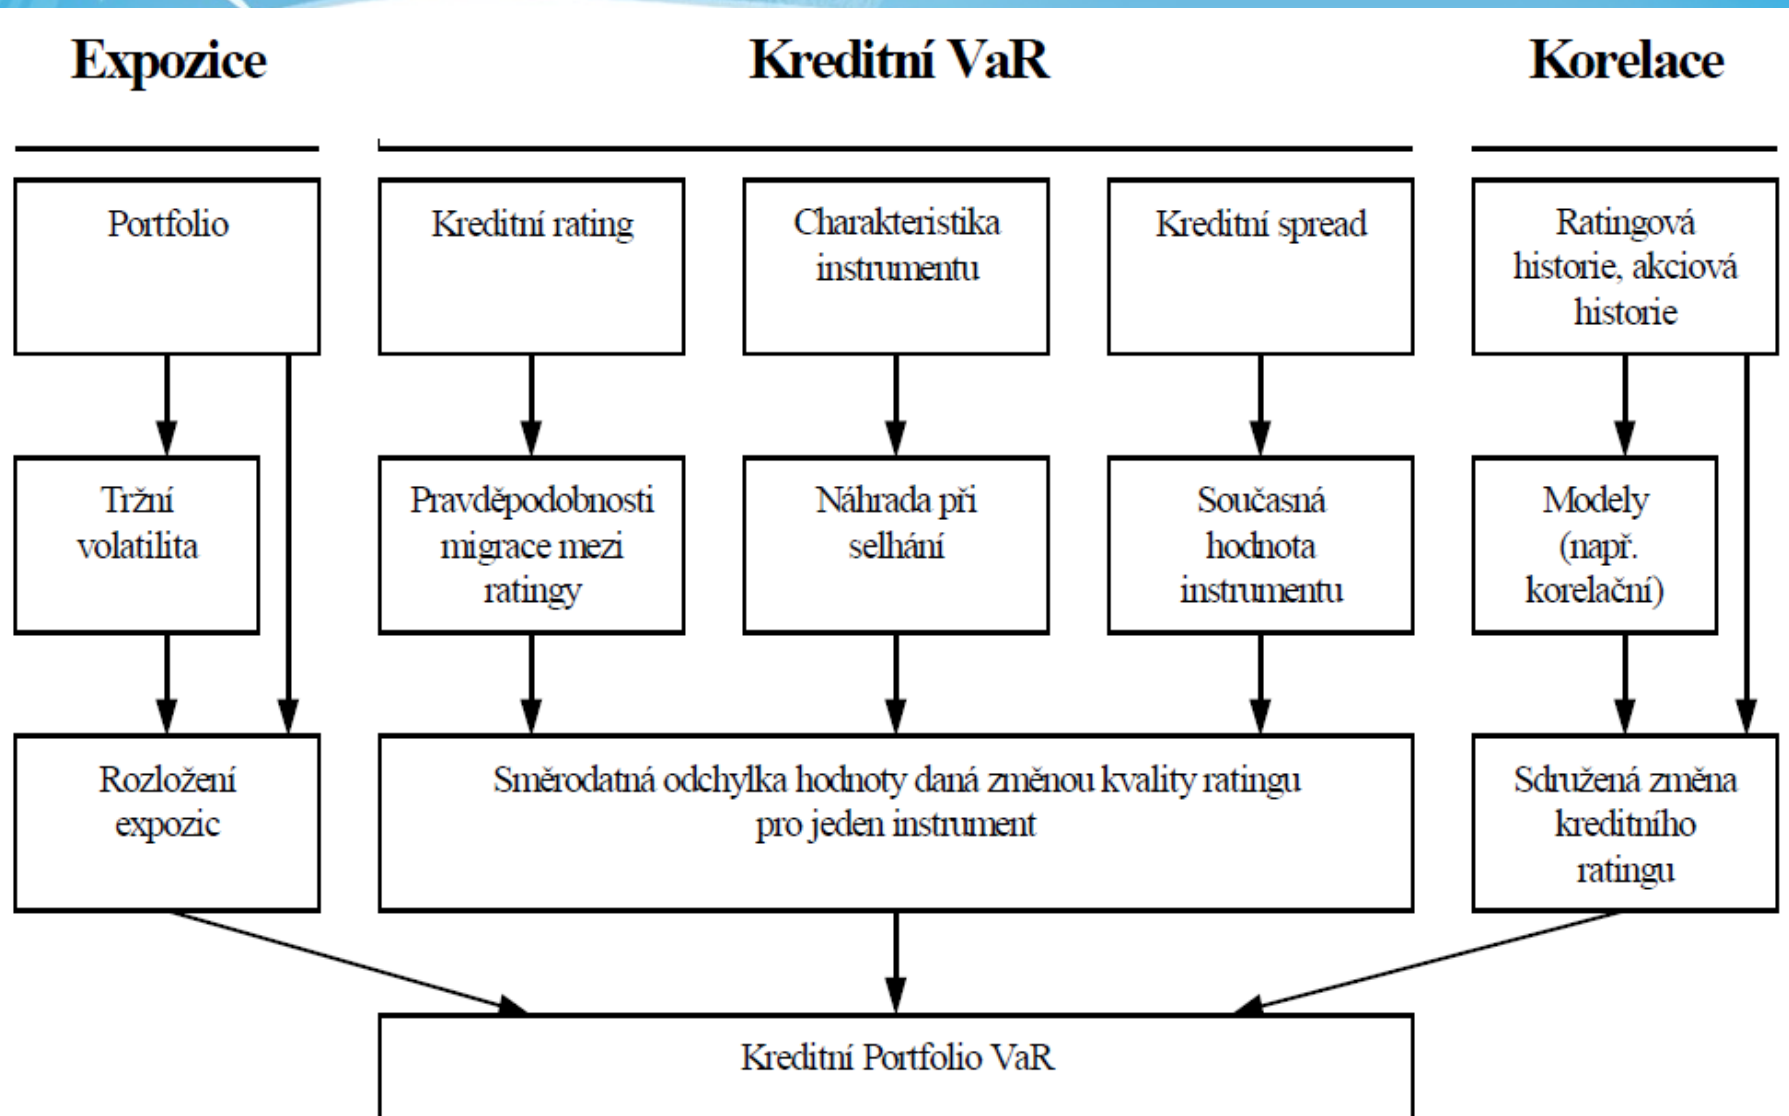 Expozice
Kreditní VaR
Korelace
Portfolio
Kreditní rating
Charakteristika
instrumentu
Kreditní spread
Ratingová
historie, akciová
historie
Tržní
volatilita
Pravděpodobnosti
migrace mezi
ratingy
Náhrada při
selhání
Současná
hodnota
instrumentu
Modely
(např.
korelační)
Rozložení
expozic
Směrodatná odchylka hodnoty daná změnou kvality ratingu
pro jeden instrument
Sdružená změna
kreditního
ratingu
Kreditní Portfolio VaR